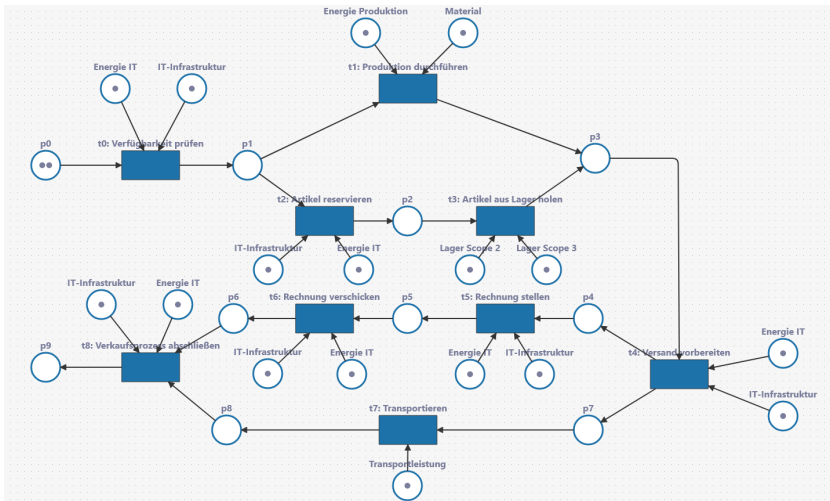 Energie Produktion
Material
Energie IT
IT-Infrastruktur
t1: Produktion durchführen
p0
t0: Verfügbarkeit prüfen
p1
p3
t2: Artikel reservieren
p2
t3: Artikel aus Lager holen
IT-Infrastruktur
Energie IT
Lager Scope 2
Lager Scope 3
IT-Infrastruktur
Energie IT
p6
t6: Rechnung verschicken
p5
t5: Rechnung stellen
p4
Energie IT
p9
t8: Verkaufsprozess abschließen
IT-Infrastruktur
Energie IT
Energie IT
IT-Infrastruktur
t4: Versand vorbereiten
IT-Infrastruktur
p8
t7: Transportieren
p7
Transportleistung